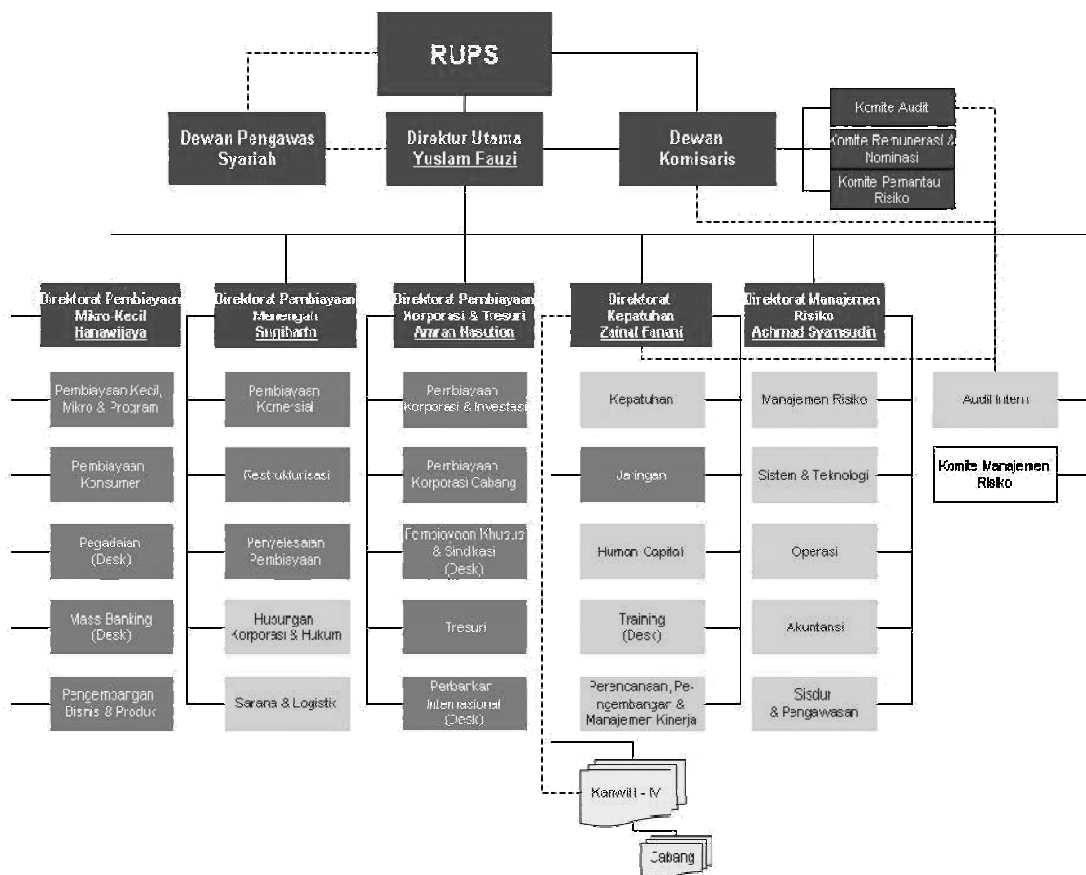 RUPS
Dewan Pengawas
Syariah
Direktur Utama
Yuslam Fauzi
Dewan
Komisaris
Komite Audit
Komite Remunerasi &
Nominasi
Komite Pemantau
Risiko
Direktorat Pembiayaan
Mikro-Kecil
Hanawijaya
Direktorat Pembiayaan
Menengah
Sugiharto
Direktorat Pembiayaan
Korporasi & Tresuri
Amran Nasution
Direktorat
Kepatuhan
Zainal Fanani
Direktorat Manajemen
Risiko
Achmad Syamsudin
Pembiayaan Kecil,
Mikro & Program
Pembiayaan
Komersial
Pembiayaan
Korporasi & Investasi
Kepatuhan
Manajemen Risiko
Audit Intern
Pembiayaan
Konsumer
Restrukturisasi
Pembiayaan
Korporasi Cabang
Jaringan
Sistem & Teknologi
Komite Manajemen
Risiko
Pegadaian
(Desk)
Penyelesaian
Pembiayaan
Pembiayaan Khusus
& Sindikasi
(Desk)
Human Capital
Operasi
Mass Banking
(Desk)
Hubungan
Korporasi & Hukum
Tresuri
Training
(Desk)
Akuntansi
Pengembangan
Bisnis & Produk
Sarana & Logistik
Perbankan
Internasional
(Desk)
Perencanaan, Pe-
ngembangan &
Manajemen Kinerja
Sisdur
& Pengawasan
Kanwil I - IV
Cabang